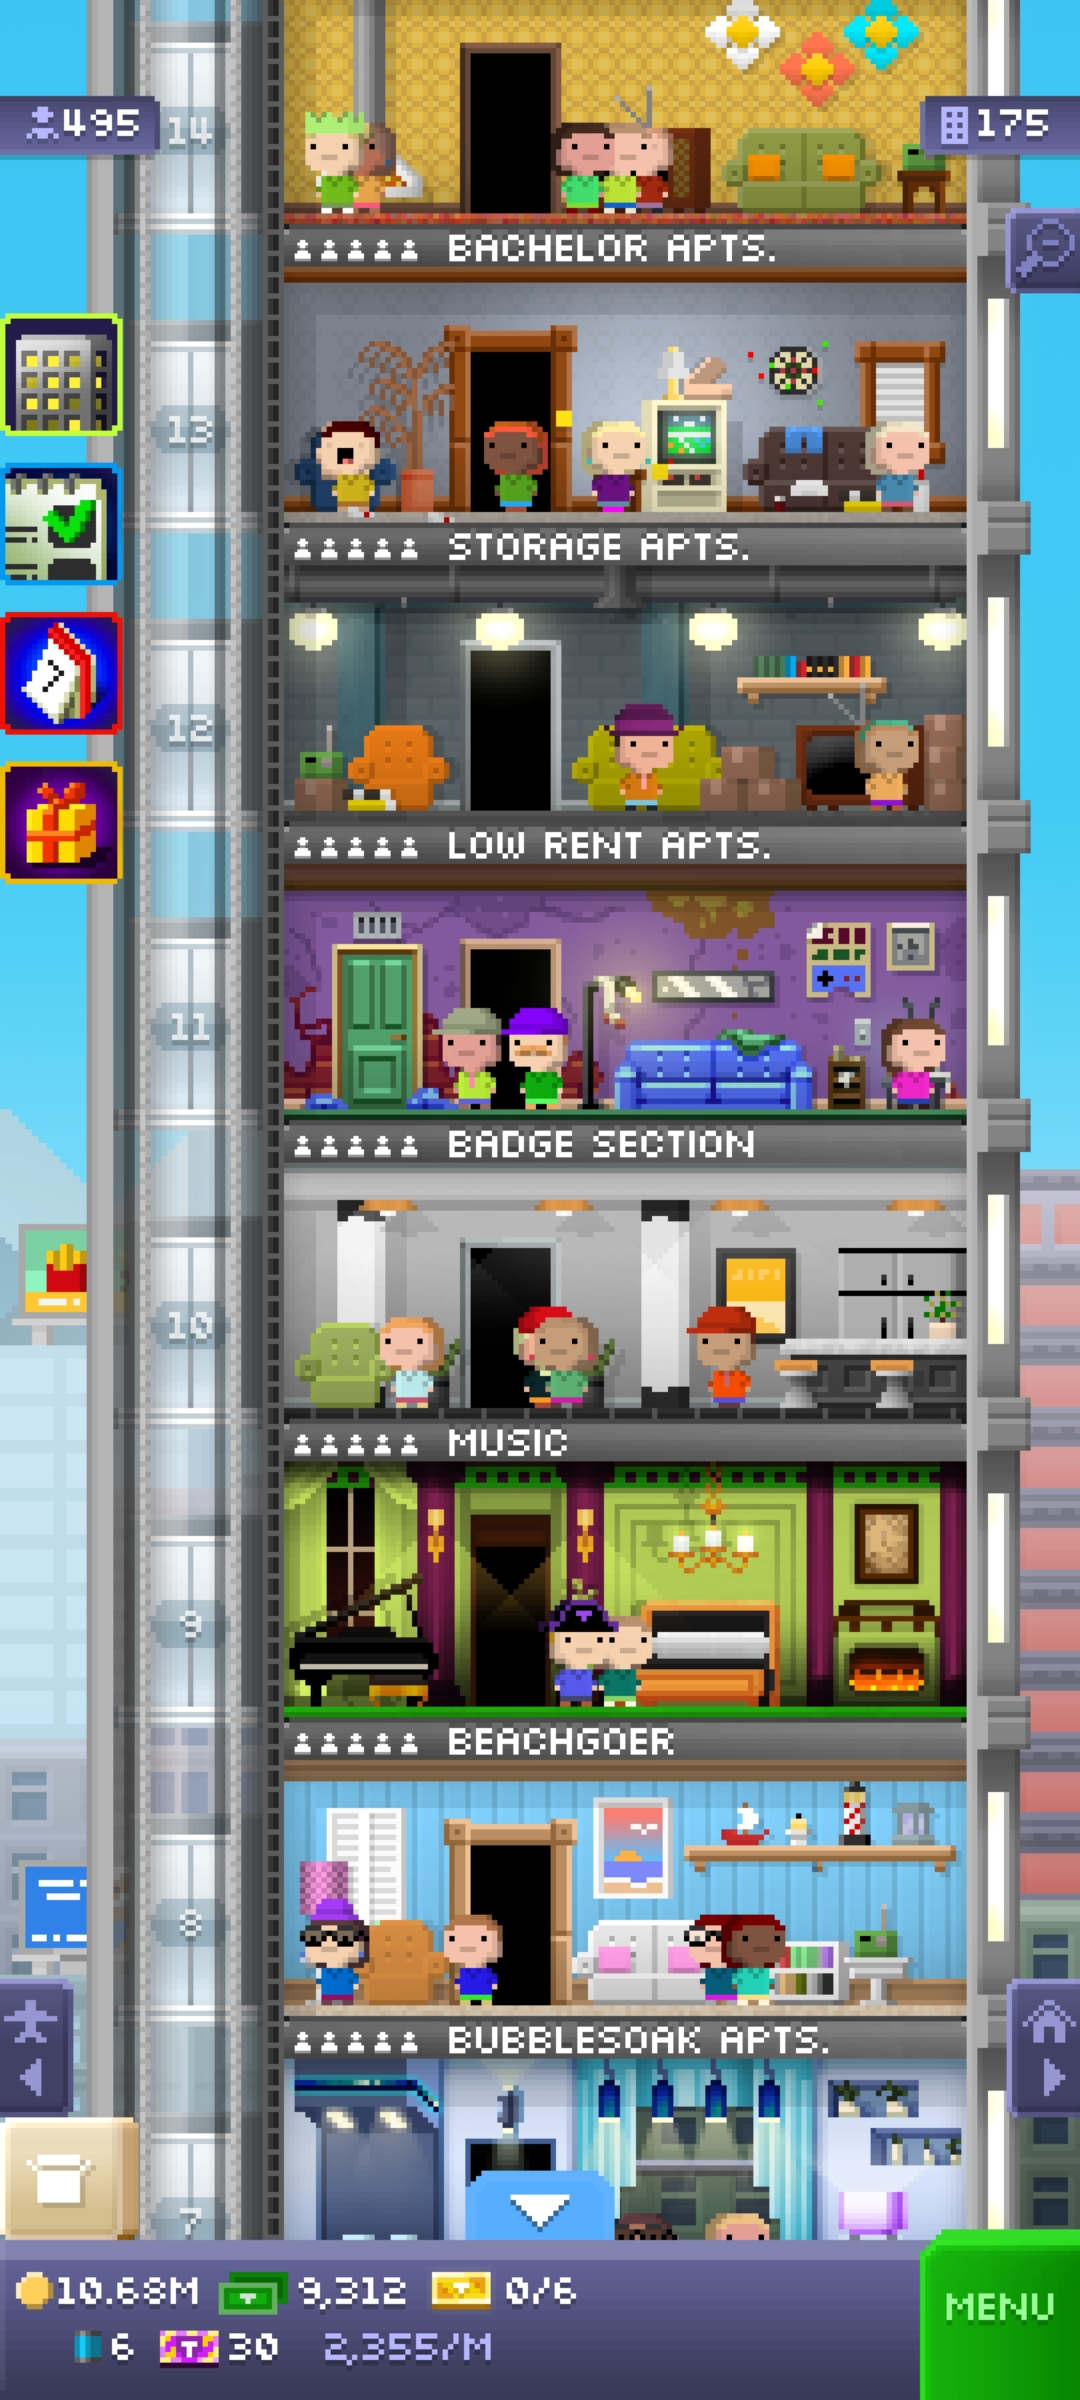 495
175
14
BACHELOR APTS.
13
STORAGE APTS.
12
LOW RENT APTS.
11
BADGE SECTION
10
MUSIC
9
BEACHGOER
8
BUBBLESOAK APTS.
7
10.68M 9,312 0/6
6 T 30 2,355/M
MENU